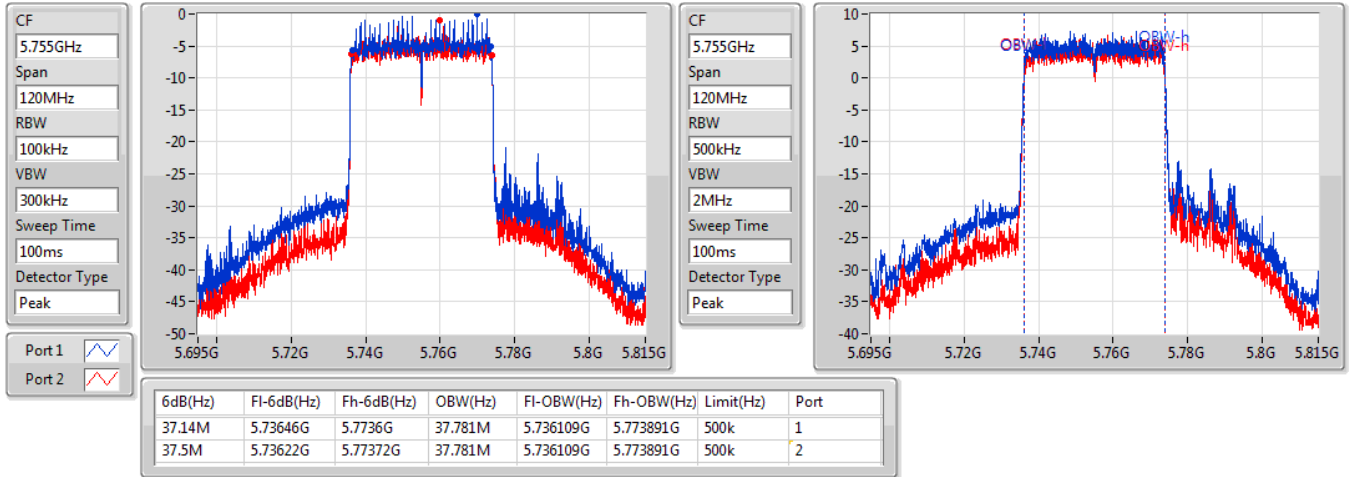 CF
5.755GHz
Span
120MHz
RBW
100kHz
VBW
300kHz
Sweep Time
100ms
Detector Type
Peak
Port 1
Port 2
0
-5
-10
-15
-20
-25
-30
-35
-40
-45
-50
5.695G 5.72G 5.74G 5.76G 5.78G 5.8G 5.815G
CF
5.755GHz
Span
120MHz
RBW
500kHz
VBW
2MHz
Sweep Time
100ms
Detector Type
Peak
10
5
0
-5
-10
-15
-20
-25
-30
-35
-40
OBW-h
OBW-h
5.695G 5.72G 5.74G 5.76G 5.78G 5.8G 5.815G
6dB(Hz) Fl-6dB(Hz) Fh-6dB(Hz) OBW(Hz) Fl-OBW(Hz) Fh-OBW(Hz) Limit(Hz) Port
37.14M 5.73646G 5.7736G 37.781M 5.736109G 5.773891G 500k 1
37.5M 5.73622G 5.77372G 37.781M 5.736109G 5.773891G 500k 2